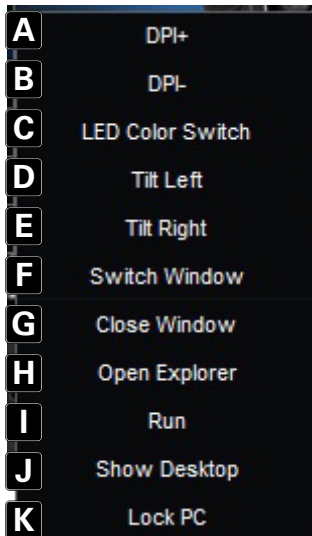 A DPI+
B DPI-
C LED Color Switch
D Tilt Left
E Tilt Right
F Switch Window
G Close Window
H Open Explorer
I Run
J Show Desktop
K Lock PC